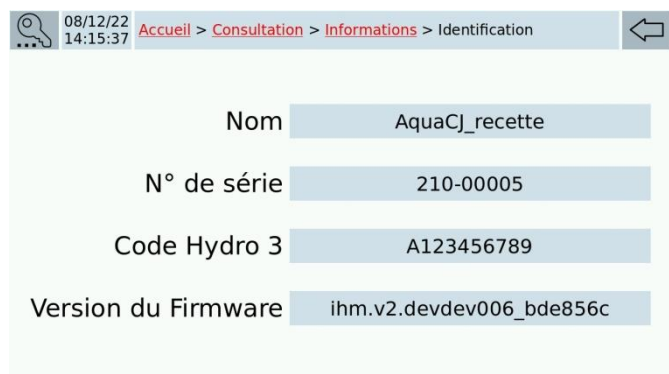 08/12/22
14:15:37
Accueil > Consultation > Informations > Identification
Nom AquaCJ_recette
N° de série 210-00005
Code Hydro 3 A123456789
Version du Firmware ihm.v2.devdev006_bde856c